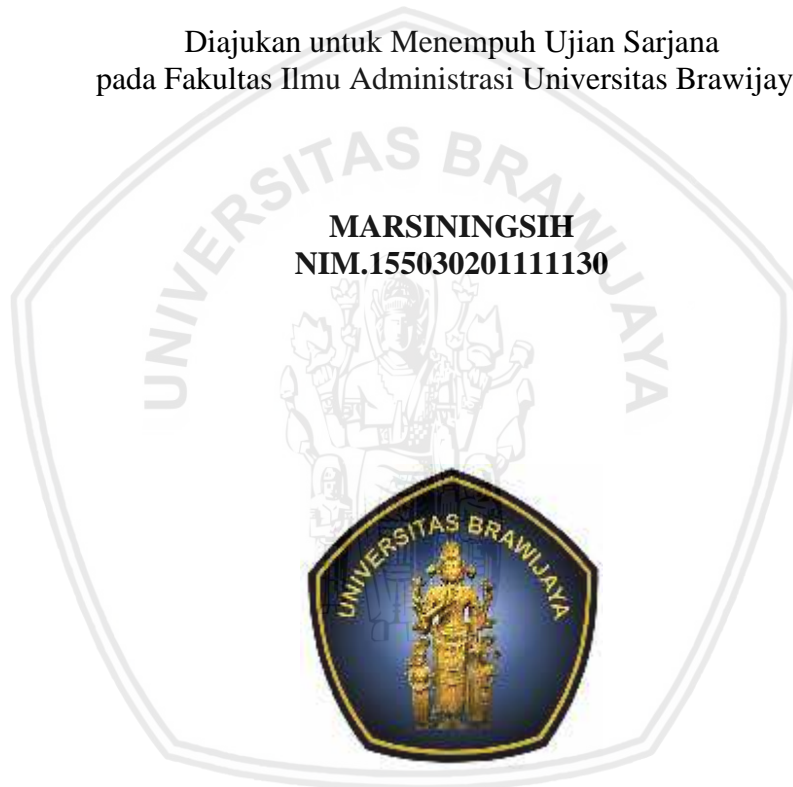 Diajukan untuk Menempuh Ujian Sarjana
pada Fakultas Ilmu Administrasi Universitas Brawijay
UNIVERSITAS BRAWIJAYA
MARSININGSIH
NIM.155030201111130
UNIVERSITAS BRAWIJAYA